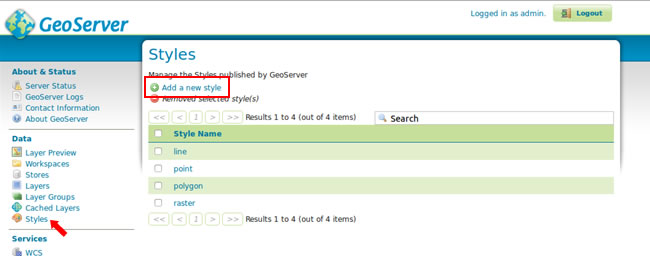 GeoServer
Logged in as admin.
Logout
About & Status
Server Status
GeoServer Logs
Contact Information
About GeoServer
Data
Layer Preview
Workspaces
Stores
Layers
Layer Groups
Cached Layers
Styles
Services
WCS
Styles
Manage the Styles published by GeoServer
Add a new style
Removed selected style(s)
<< < 1 > >> Results 1 to 4 (out of 4 items)
Search
Style Name
line
point
polygon
raster
<< < 1 > >> Results 1 to 4 (out of 4 items)